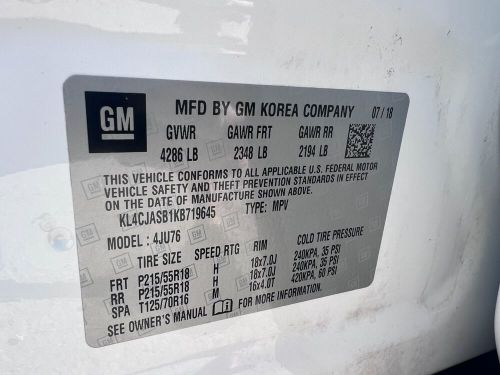 GM
MFD BY GM KOREA COMPANY 07 / 18
GVWR GAWR FRT GAWR RR
4286 LB 2348 LB 2194 LB
THIS VEHICLE CONFORMS TO ALL APPLICABLE U.S. FEDERAL MOTOR
VEHICLE SAFETY AND THEFT PREVENTION STANDARDS IN EFFECT
ON THE DATE OF MANUFACTURE SHOWN ABOVE.
KL4CJASB1KB719645 TYPE: MPV
MODEL : 4JU76
TIRE SIZE SPEED RTG RIM COLD TIRE PRESSURE
FRT P215/55R18 H 18x7.0J 240KPA, 35 PSI
RR P215/55R18 H 18x7.0J 240KPA, 35 PSI
SPA T125/70R16 M 16x4.0T 420KPA, 60 PSI
SEE OWNER'S MANUAL FOR MORE INFORMATION.